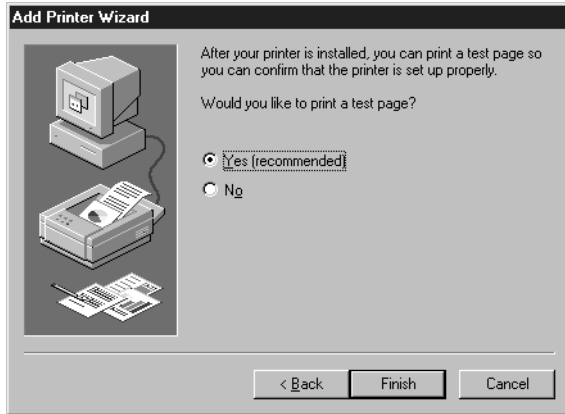 Add Printer Wizard
After your printer is installed, you can print a test page so
you can confirm that the printer is set up properly.
Would you like to print a test page?
Yes (recommended)
No
< Back
Finish
Cancel